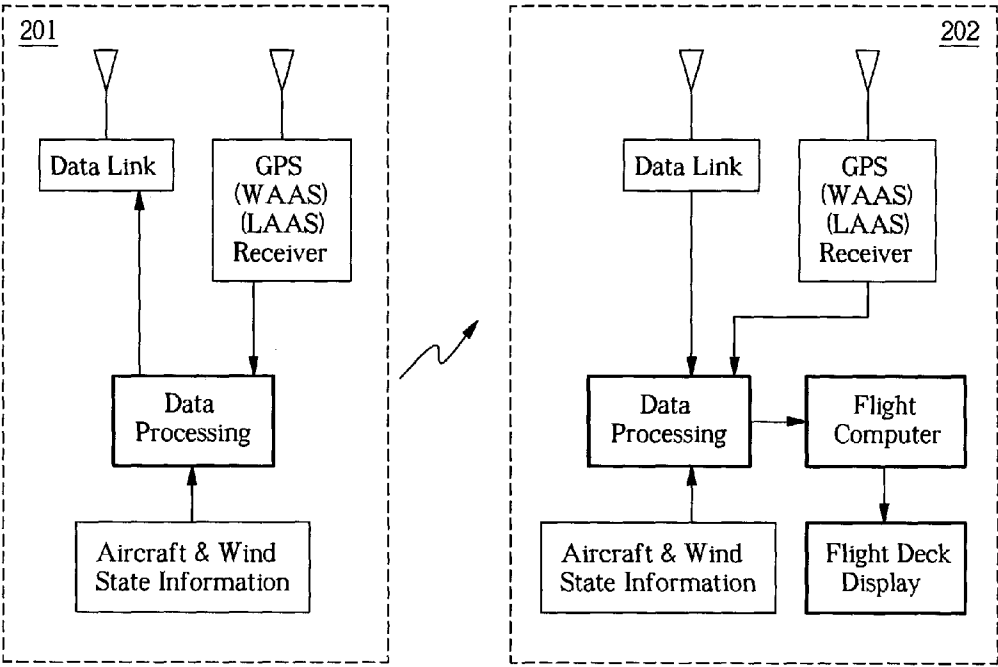 201
Data Link
GPS
(WAAS)
(LAAS)
Receiver
Data
Processing
Aircraft & Wind
State Information
202
Data Link
GPS
(WAAS)
(LAAS)
Receiver
Data
Processing
Flight
Computer
Aircraft & Wind
State Information
Flight Deck
Display